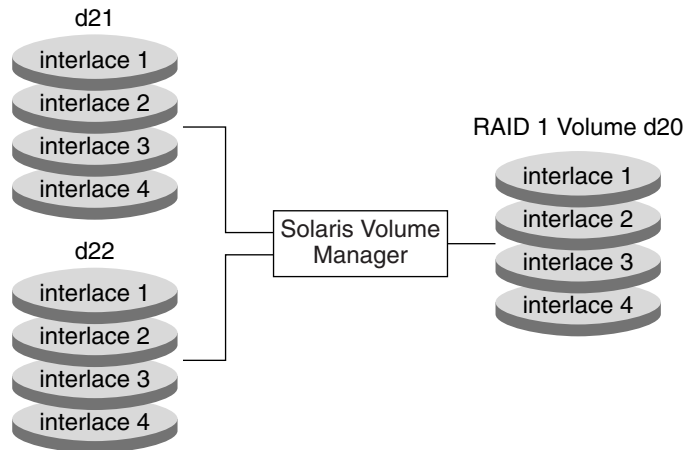 d21
interlace 1
interlace 2
interlace 3
interlace 4
d22
interlace 1
interlace 2
interlace 3
interlace 4
Solaris Volume
Manager
RAID 1 Volume d20
interlace 1
interlace 2
interlace 3
interlace 4